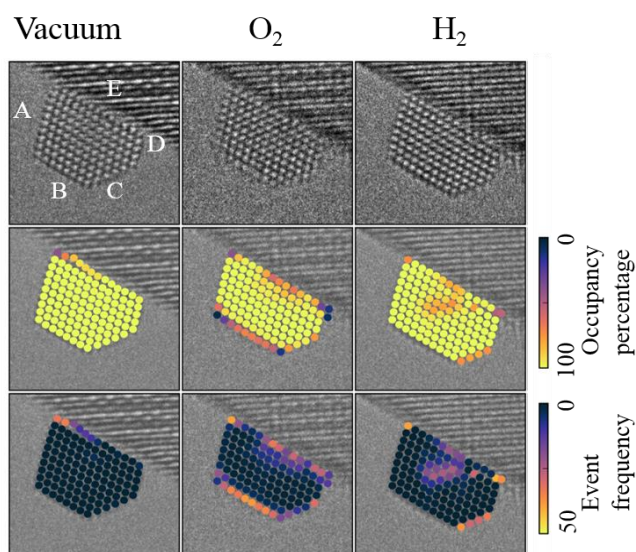 Vacuum O₂ H₂
A E D B C
0
100
Occupancy
percentage
0
50
Event
frequency